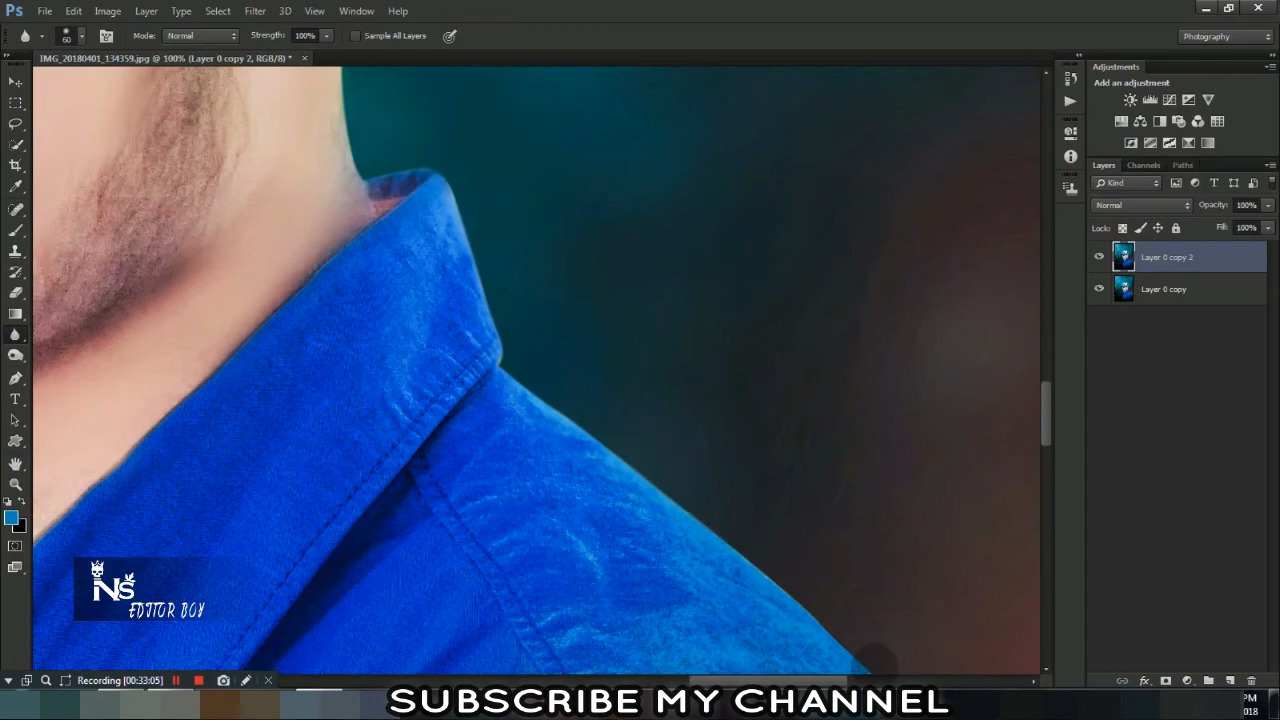 Ps File Edit Image Layer Type Select Filter 3D View Window Help
60 Mode: Normal Strength: 100% Sample All Layers Photography
IMG_20180401_134359.jpg @ 100% (Layer 0 copy 2, RGB/8) * ×
Adjustments
Add an adjustment
Layers Channels Paths
Kind
Normal Opacity: 100%
Lock: Fill: 100%
Layer 0 copy 2
Layer 0 copy
NS
EDITOR BOY
Recording [00:33:05]
SUBSCRIBE MY CHANNEL
PM
018